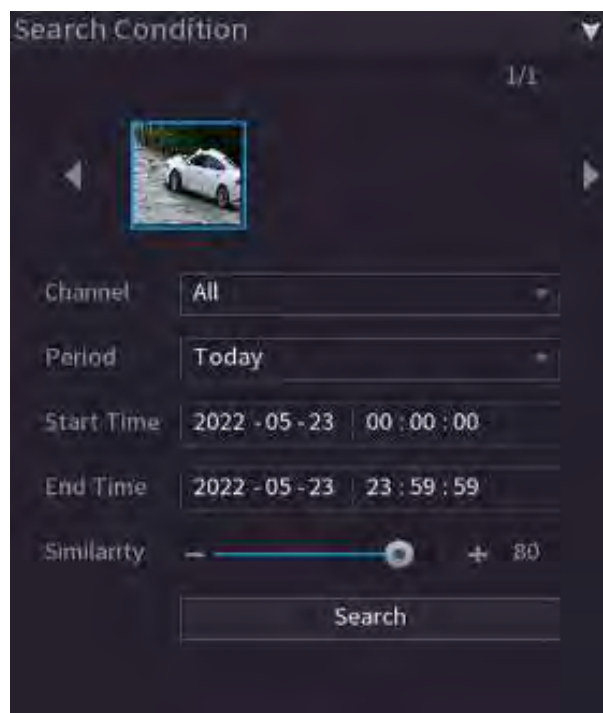 Search Condition
1/1
Channel All
Period Today
Start Time 2022 - 05 - 23 00 : 00 : 00
End Time 2022 - 05 - 23 23 : 59 : 59
Similarity 80
Search